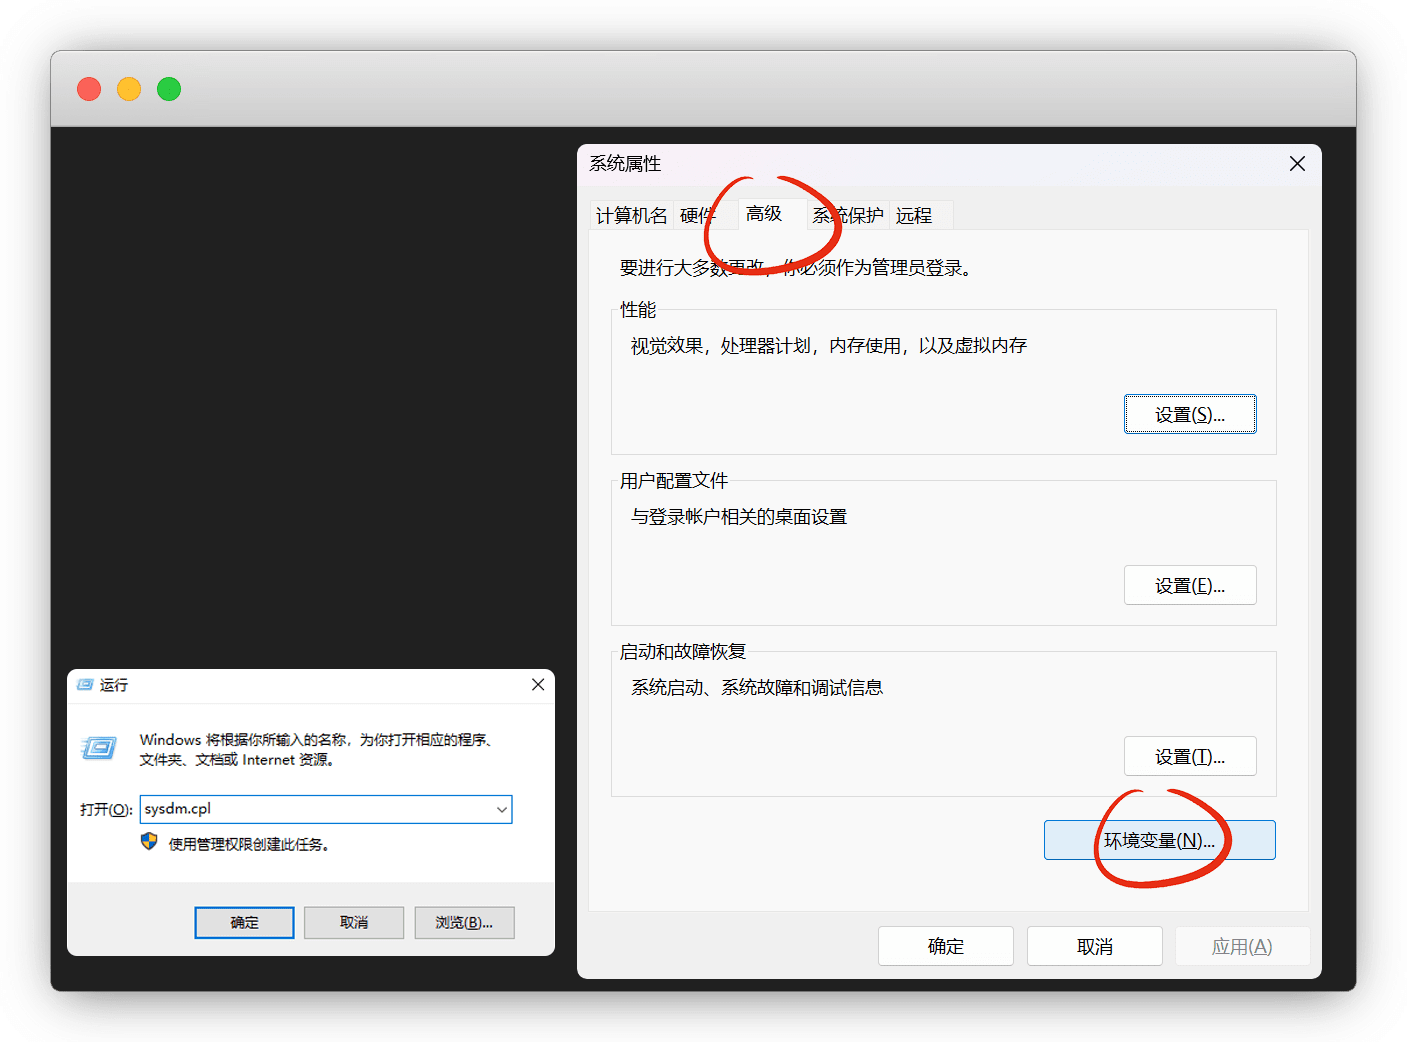 系统属性
计算机名 硬件 高级 系统保护 远程
要进行大多数更改，你必须作为管理员登录。
性能
视觉效果，处理器计划，内存使用，以及虚拟内存
设置(S)...
用户配置文件
与登录帐户相关的桌面设置
设置(E)...
启动和故障恢复
系统启动、系统故障和调试信息
设置(T)...
环境变量(N)...
确定 取消 应用(A)
运行
Windows 将根据你所输入的名称，为你打开相应的程序、
文件夹、文档或 Internet 资源。
打开(O): sysdm.cpl
使用管理权限创建此任务。
确定 取消 浏览(B)...